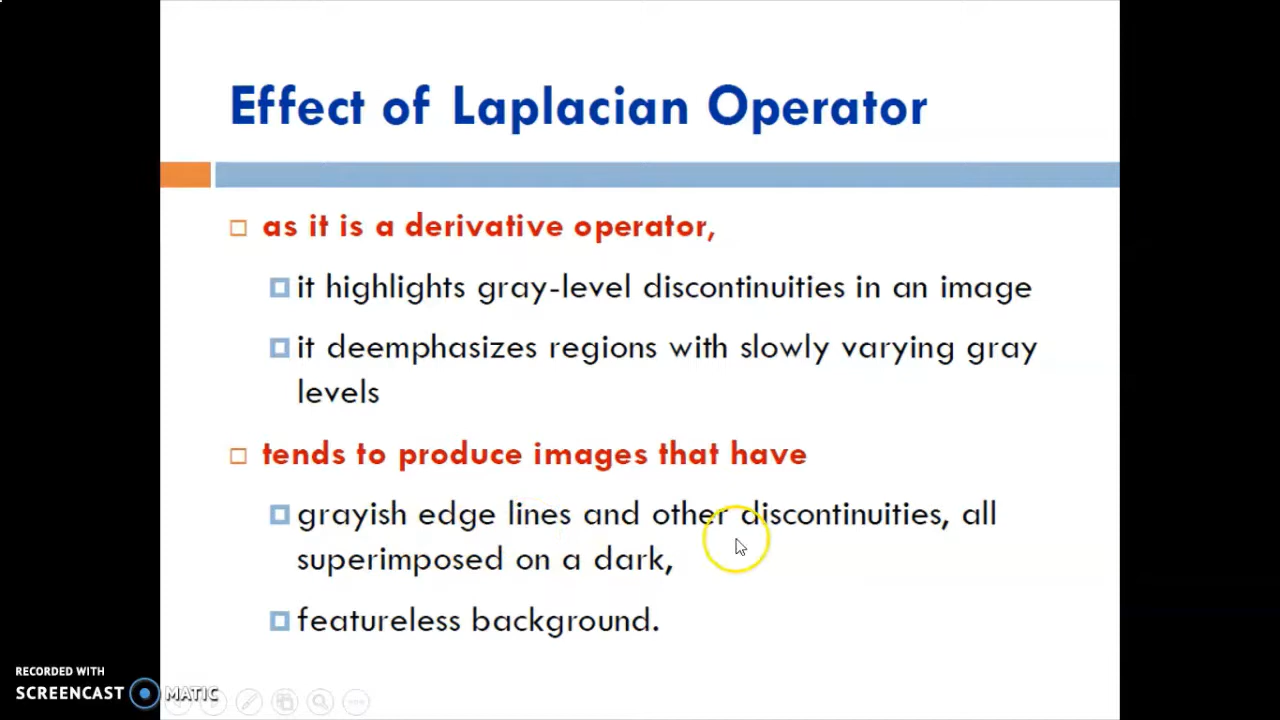 Effect of Laplacian Operator
as it is a derivative operator,
it highlights gray-level discontinuities in an image
it deemphasizes regions with slowly varying gray
levels
tends to produce images that have
grayish edge lines and other discontinuities, all
superimposed on a dark,
featureless background.
RECORDED WITH
SCREENCAST MATIC